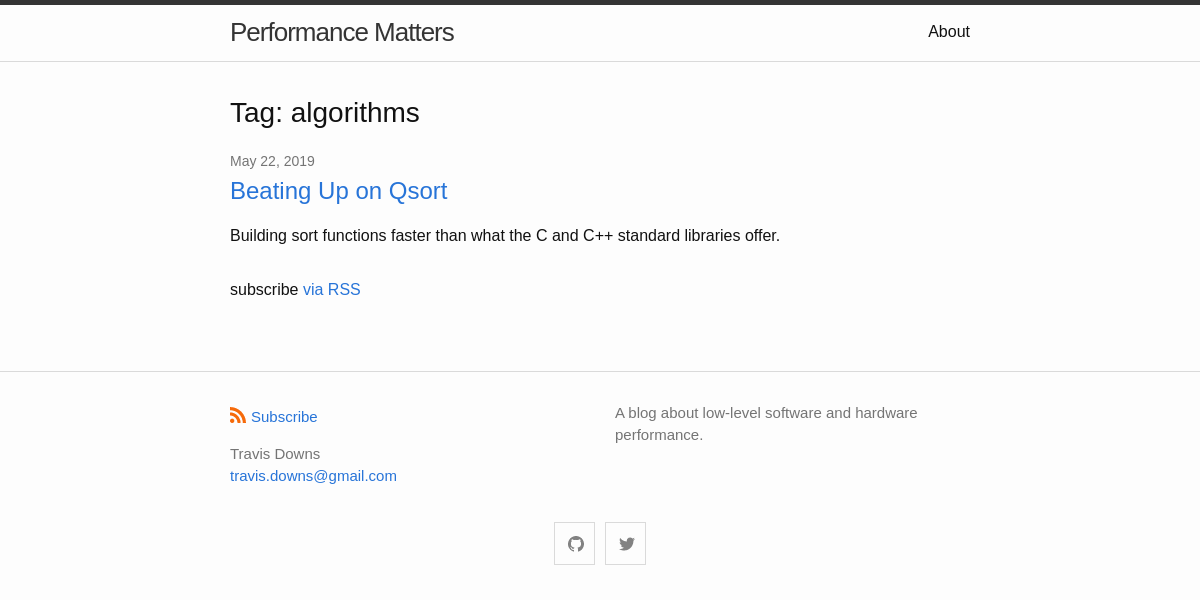 Performance Matters
About
Tag: algorithms
May 22, 2019
Beating Up on Qsort
Building sort functions faster than what the C and C++ standard libraries offer.
subscribe via RSS
Subscribe
Travis Downs
travis.downs@gmail.com
A blog about low-level software and hardware
performance.